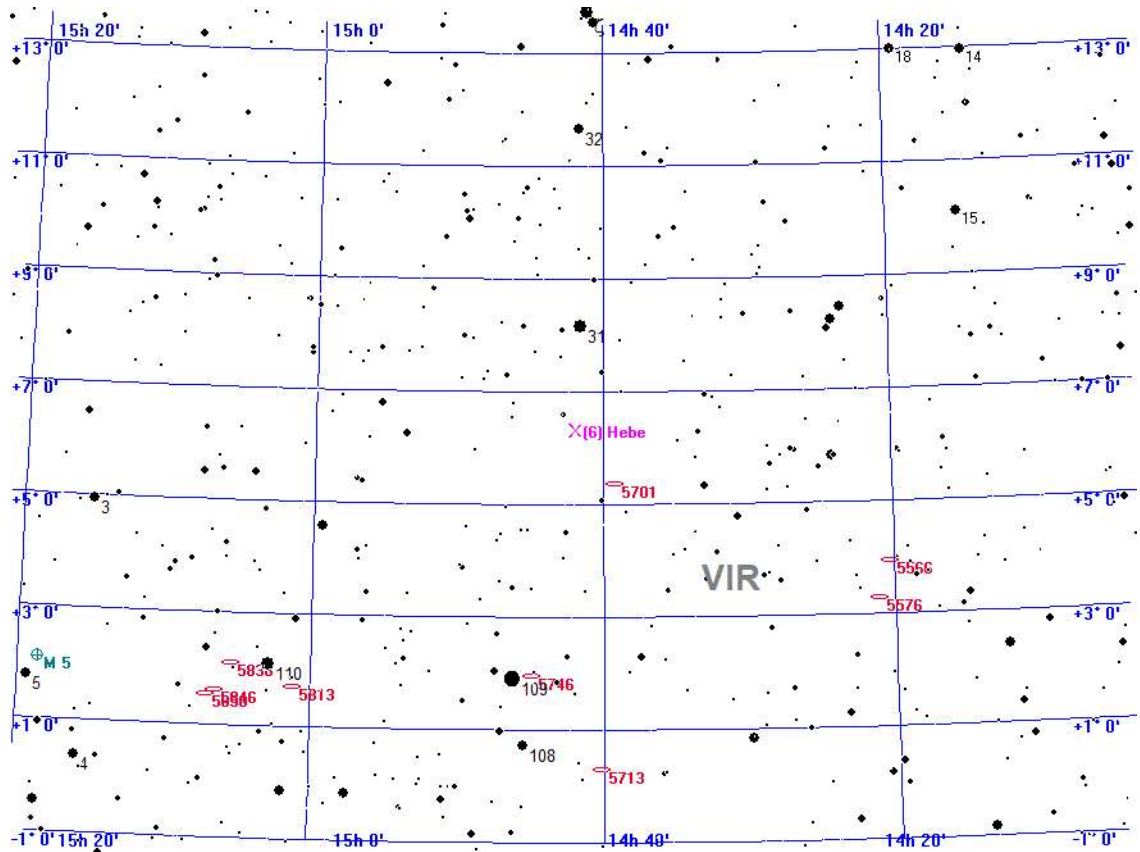 15h 20' 15h 0' 14h 40' 14h 20'
+13° 0' +13° 0'
18 14
32
+11° 0' +11° 0'
15
+9° 0' +9° 0'
31
+7° 0' +7° 0'
(6) Hebe
5701
+5° 0' +5° 0'
3
5566
VIR
5576
+3° 0' +3° 0'
M 5
110
5746
109
5
5813
5846
+1° 0' +1° 0'
108
4
5713
-1° 0' 15h 20' 15h 0' 14h 40' 14h 20' -1° 0'